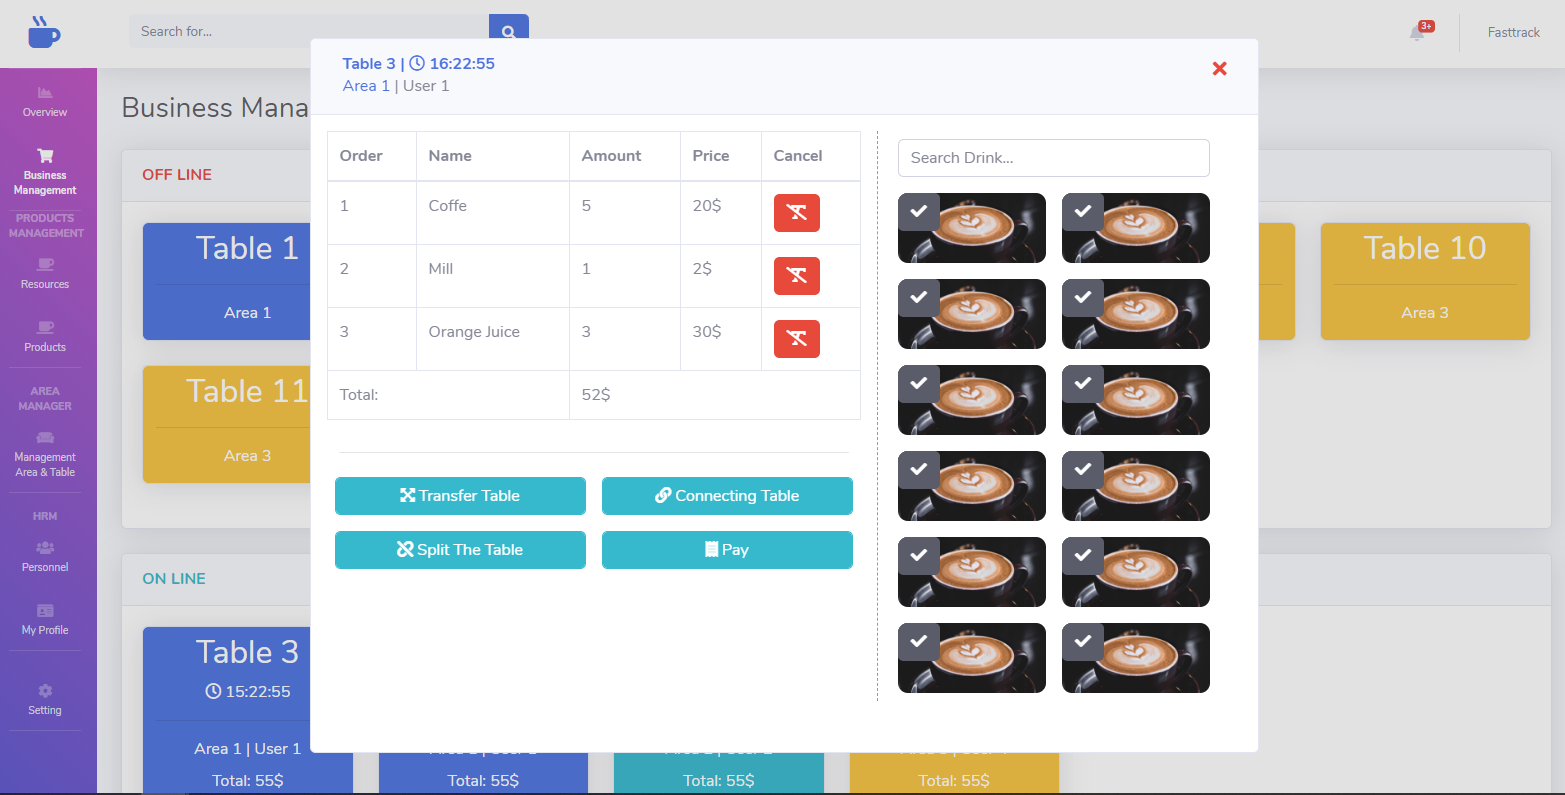 Search for...
3+
Fasttrack
Overview
Business
Management
PRODUCTS
MANAGEMENT
Resources
Products
AREA
MANAGER
Management
Area & Table
HRM
Personnel
My Profile
Setting
Business Mana
OFF LINE
Table 1
Area 1
Table 11
Area 3
Table 10
Area 3
ON LINE
Table 3
15:22:55
Area 1 | User 1
Total: 55$
Total: 55$
Total: 55$
Total: 55$
Table 3 | 16:22:55
Area 1 | User 1
Order Name Amount Price Cancel
1 Coffe 5 20$
2 Mill 1 2$
3 Orange Juice 3 30$
Total: 52$
Transfer Table
Connecting Table
Split The Table
Pay
Search Drink...